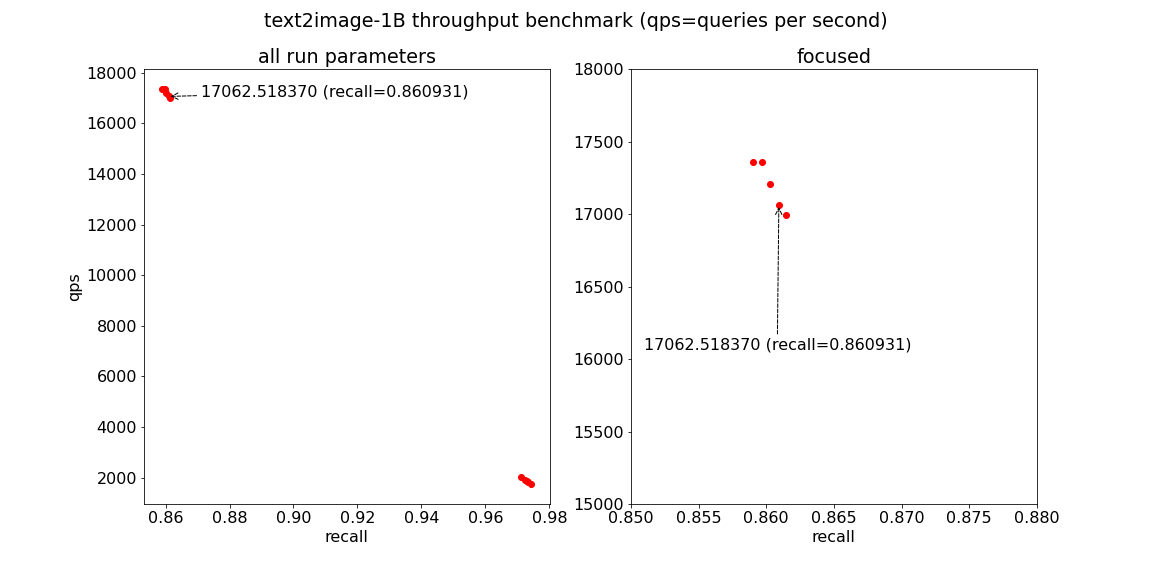 text2image-1B throughput benchmark (qps=queries per second)
all run parameters
18000
16000
14000
12000
10000
8000
6000
4000
2000
qps
17062.518370 (recall=0.860931)
0.86 0.88 0.90 0.92 0.94 0.96 0.98
recall
focused
18000
17500
17000
16500
16000
15500
15000
17062.518370 (recall=0.860931)
0.850 0.855 0.860 0.865 0.870 0.875 0.880
recall